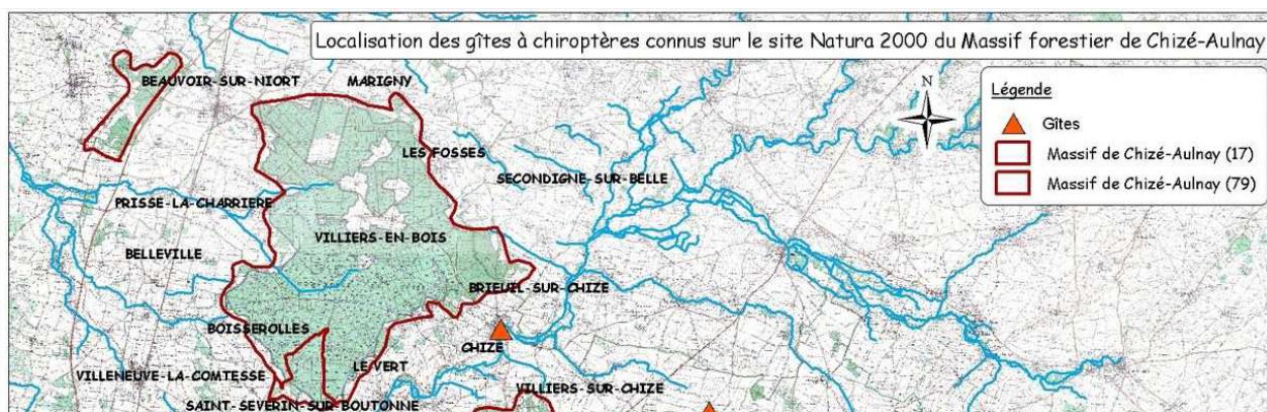 Localisation des gîtes à chiroptères connus sur le site Natura 2000 du Massif forestier de Chizé-Aulnay
N
Légende
Gîtes
Massif de Chizé-Aulnay (17)
Massif de Chizé-Aulnay (79)
BEAUVOIR-SUR-NIORT
MARIGNY
LES FOSSES
SECONDIGNE-SUR-BELLE
PRISSE-LA-CHARRIERE
VILLIERS-EN-BOIS
BELLEVILLE
BRIEUIL-SUR-CHIZE
BOISSEROLLES
CHIZE
LE VERT
VILLENEUVE-LA-COMTESSE
VILLIERS-SUR-CHIZE
SAINT-SEVERIN-SUR-BOUTONNE